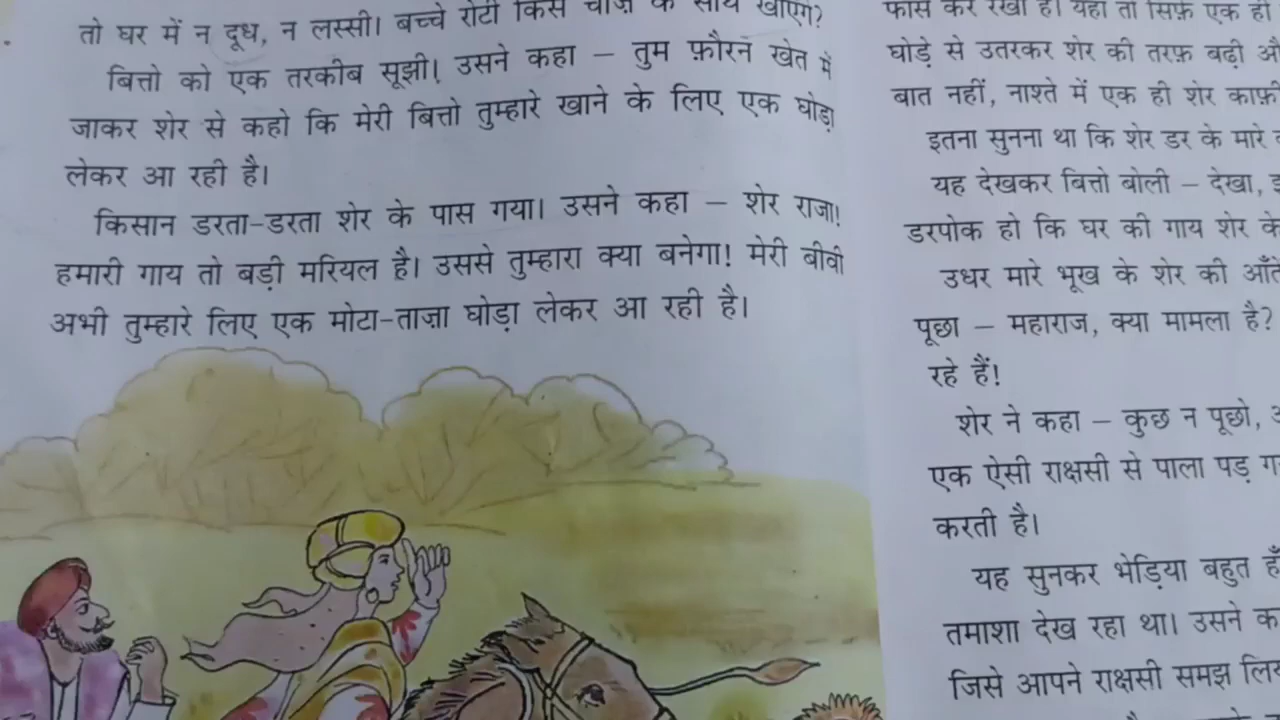 तो घर में न दूध, न लस्सी। बच्चे रोटी किस चीज़ के साथ खाएँगे?
बित्तो को एक तरकीब सूझी। उसने कहा – तुम फ़ौरन खेत में
जाकर शेर से कहो कि मेरी बित्तो तुम्हारे खाने के लिए एक घोड़ा
लेकर आ रही है।
किसान डरता-डरता शेर के पास गया। उसने कहा – शेर राजा!
हमारी गाय तो बड़ी मरियल है। उससे तुम्हारा क्या बनेगा! मेरी बीवी
अभी तुम्हारे लिए एक मोटा-ताज़ा घोड़ा लेकर आ रही है।
कर रखा है। यहाँ तो सिर्फ़ एक ही
घोड़े से उतरकर शेर की तरफ़ बढ़ी
बात नहीं, नाश्ते में एक ही शेर काफ़ी
इतना सुनना था कि शेर डर के मारे
यह देखकर बित्तो बोली – देखा,
डरपोक हो कि घर की गाय शेर के
उधर मारे भूख के शेर की
पूछा – महाराज, क्या मामला है?
रहे हैं!
शेर ने कहा – कुछ न पूछो,
एक ऐसी राक्षसी से पाला पड़
करती है।
यह सुनकर भेड़िया बहुत
तमाशा देख रहा था। उसने
जिसे आपने राक्षसी समझ